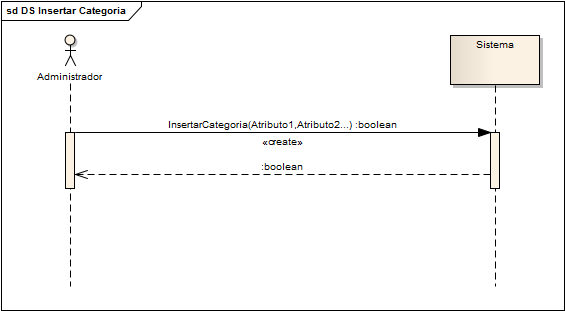 sd DS Insertar Categoria
Administrador
Sistema
InsertarCategoria(Atributo1,Atributo2...) :boolean
«create»
:boolean